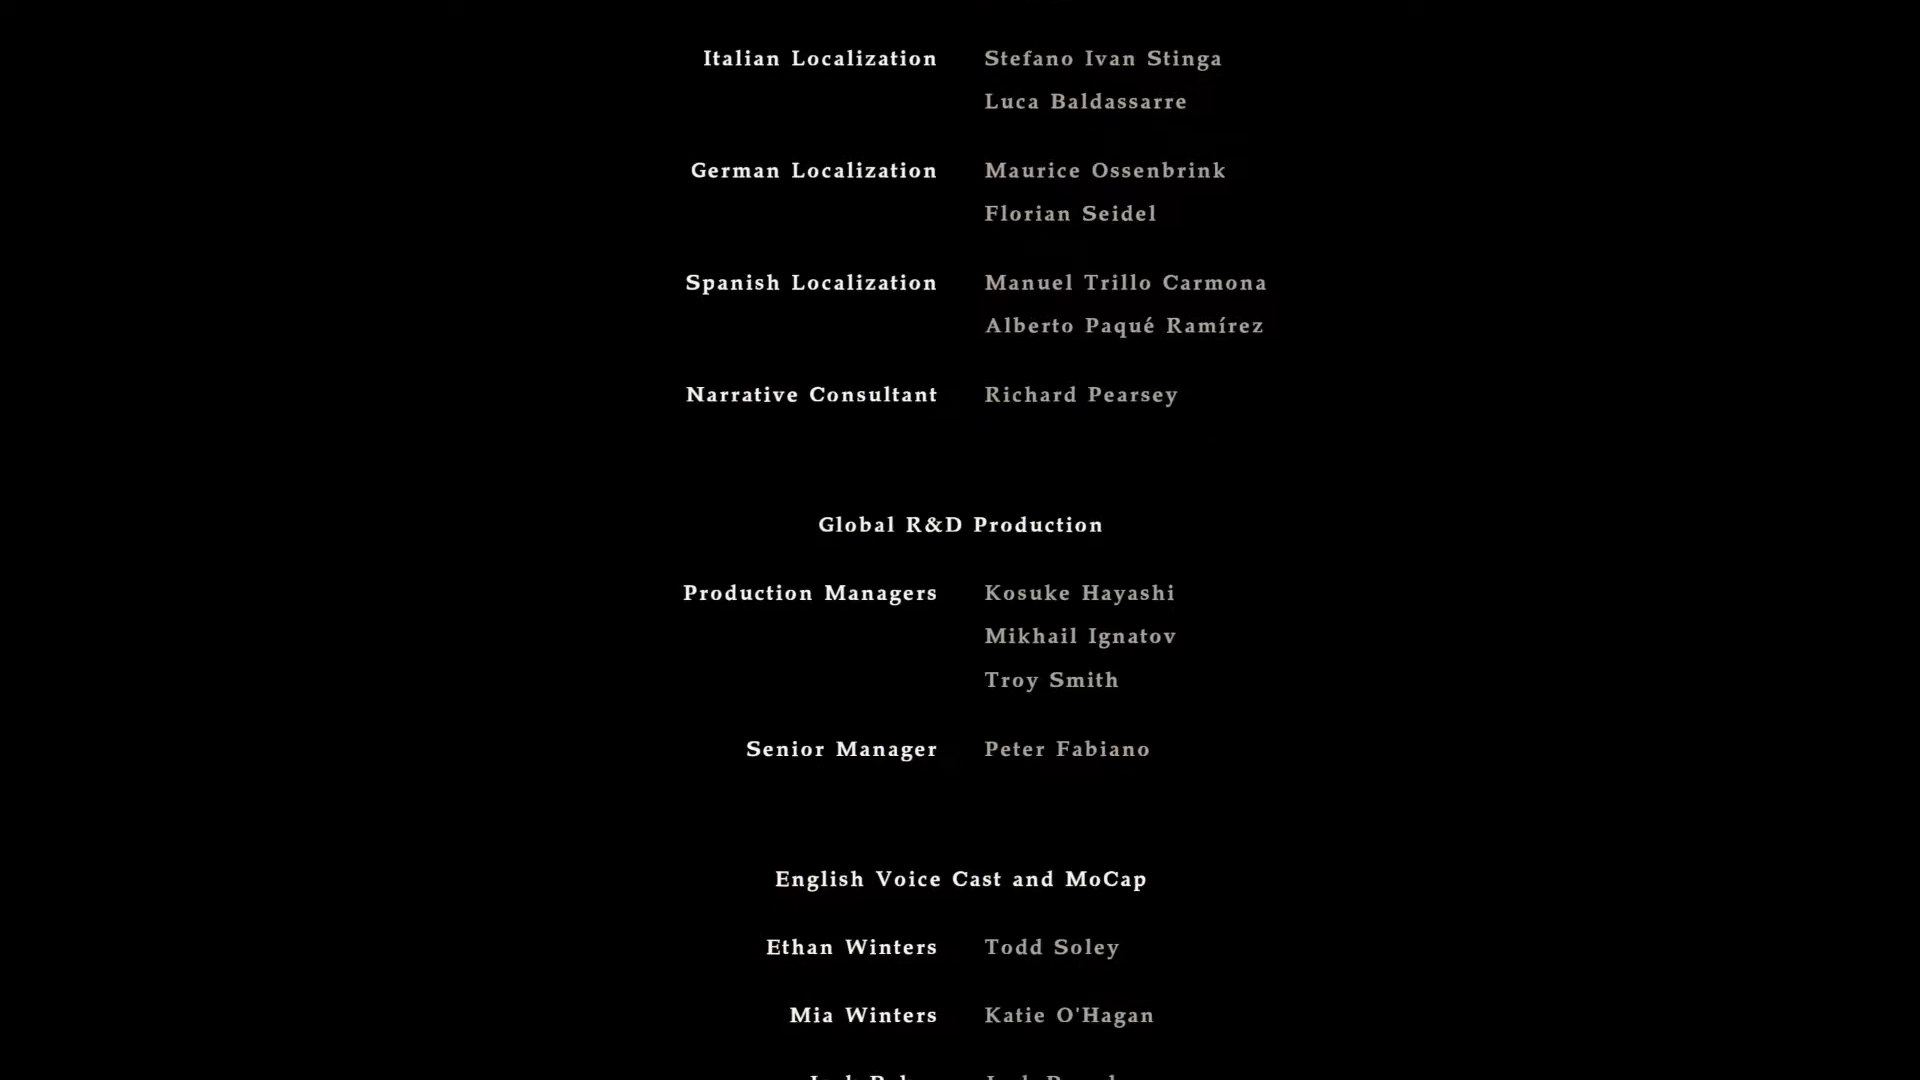 Italian Localization Stefano Ivan Stinga
Luca Baldassarre
German Localization Maurice Ossenbrink
Florian Seidel
Spanish Localization Manuel Trillo Carmona
Alberto Paqué Ramírez
Narrative Consultant Richard Pearsey
Global R&D Production
Production Managers Kosuke Hayashi
Mikhail Ignatov
Troy Smith
Senior Manager Peter Fabiano
English Voice Cast and MoCap
Ethan Winters Todd Soley
Mia Winters Katie O'Hagan